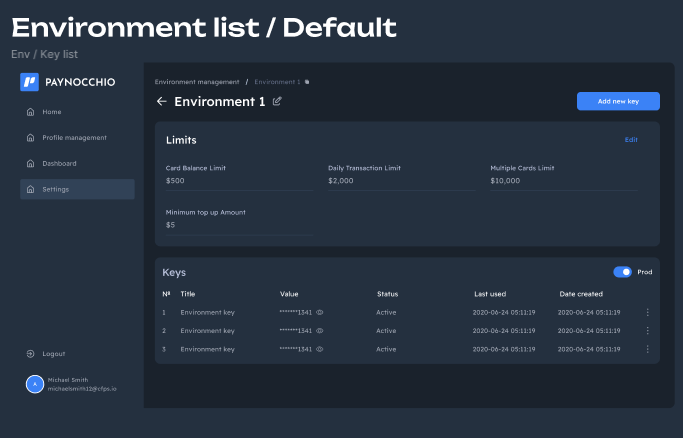 Environment list / Default
Env / Key list
PAYNOCCHIO
Home
Profile management
Dashboard
Settings
Logout
A
Michael Smith
michaelsmith12@cfps.io
Environment management / Environment 1
Environment 1
Add new key
Limits
Edit
Card Balance Limit
$500
Daily Transaction Limit
$2,000
Multiple Cards Limit
$10,000
Minimum top up Amount
$5
Keys
Prod
№ Title Value Status Last used Date created
1 Environment key *******1341 Active 2020-06-24 05:11:19 2020-06-24 05:11:19
2 Environment key *******1341 Active 2020-06-24 05:11:19 2020-06-24 05:11:19
3 Environment key *******1341 Active 2020-06-24 05:11:19 2020-06-24 05:11:19